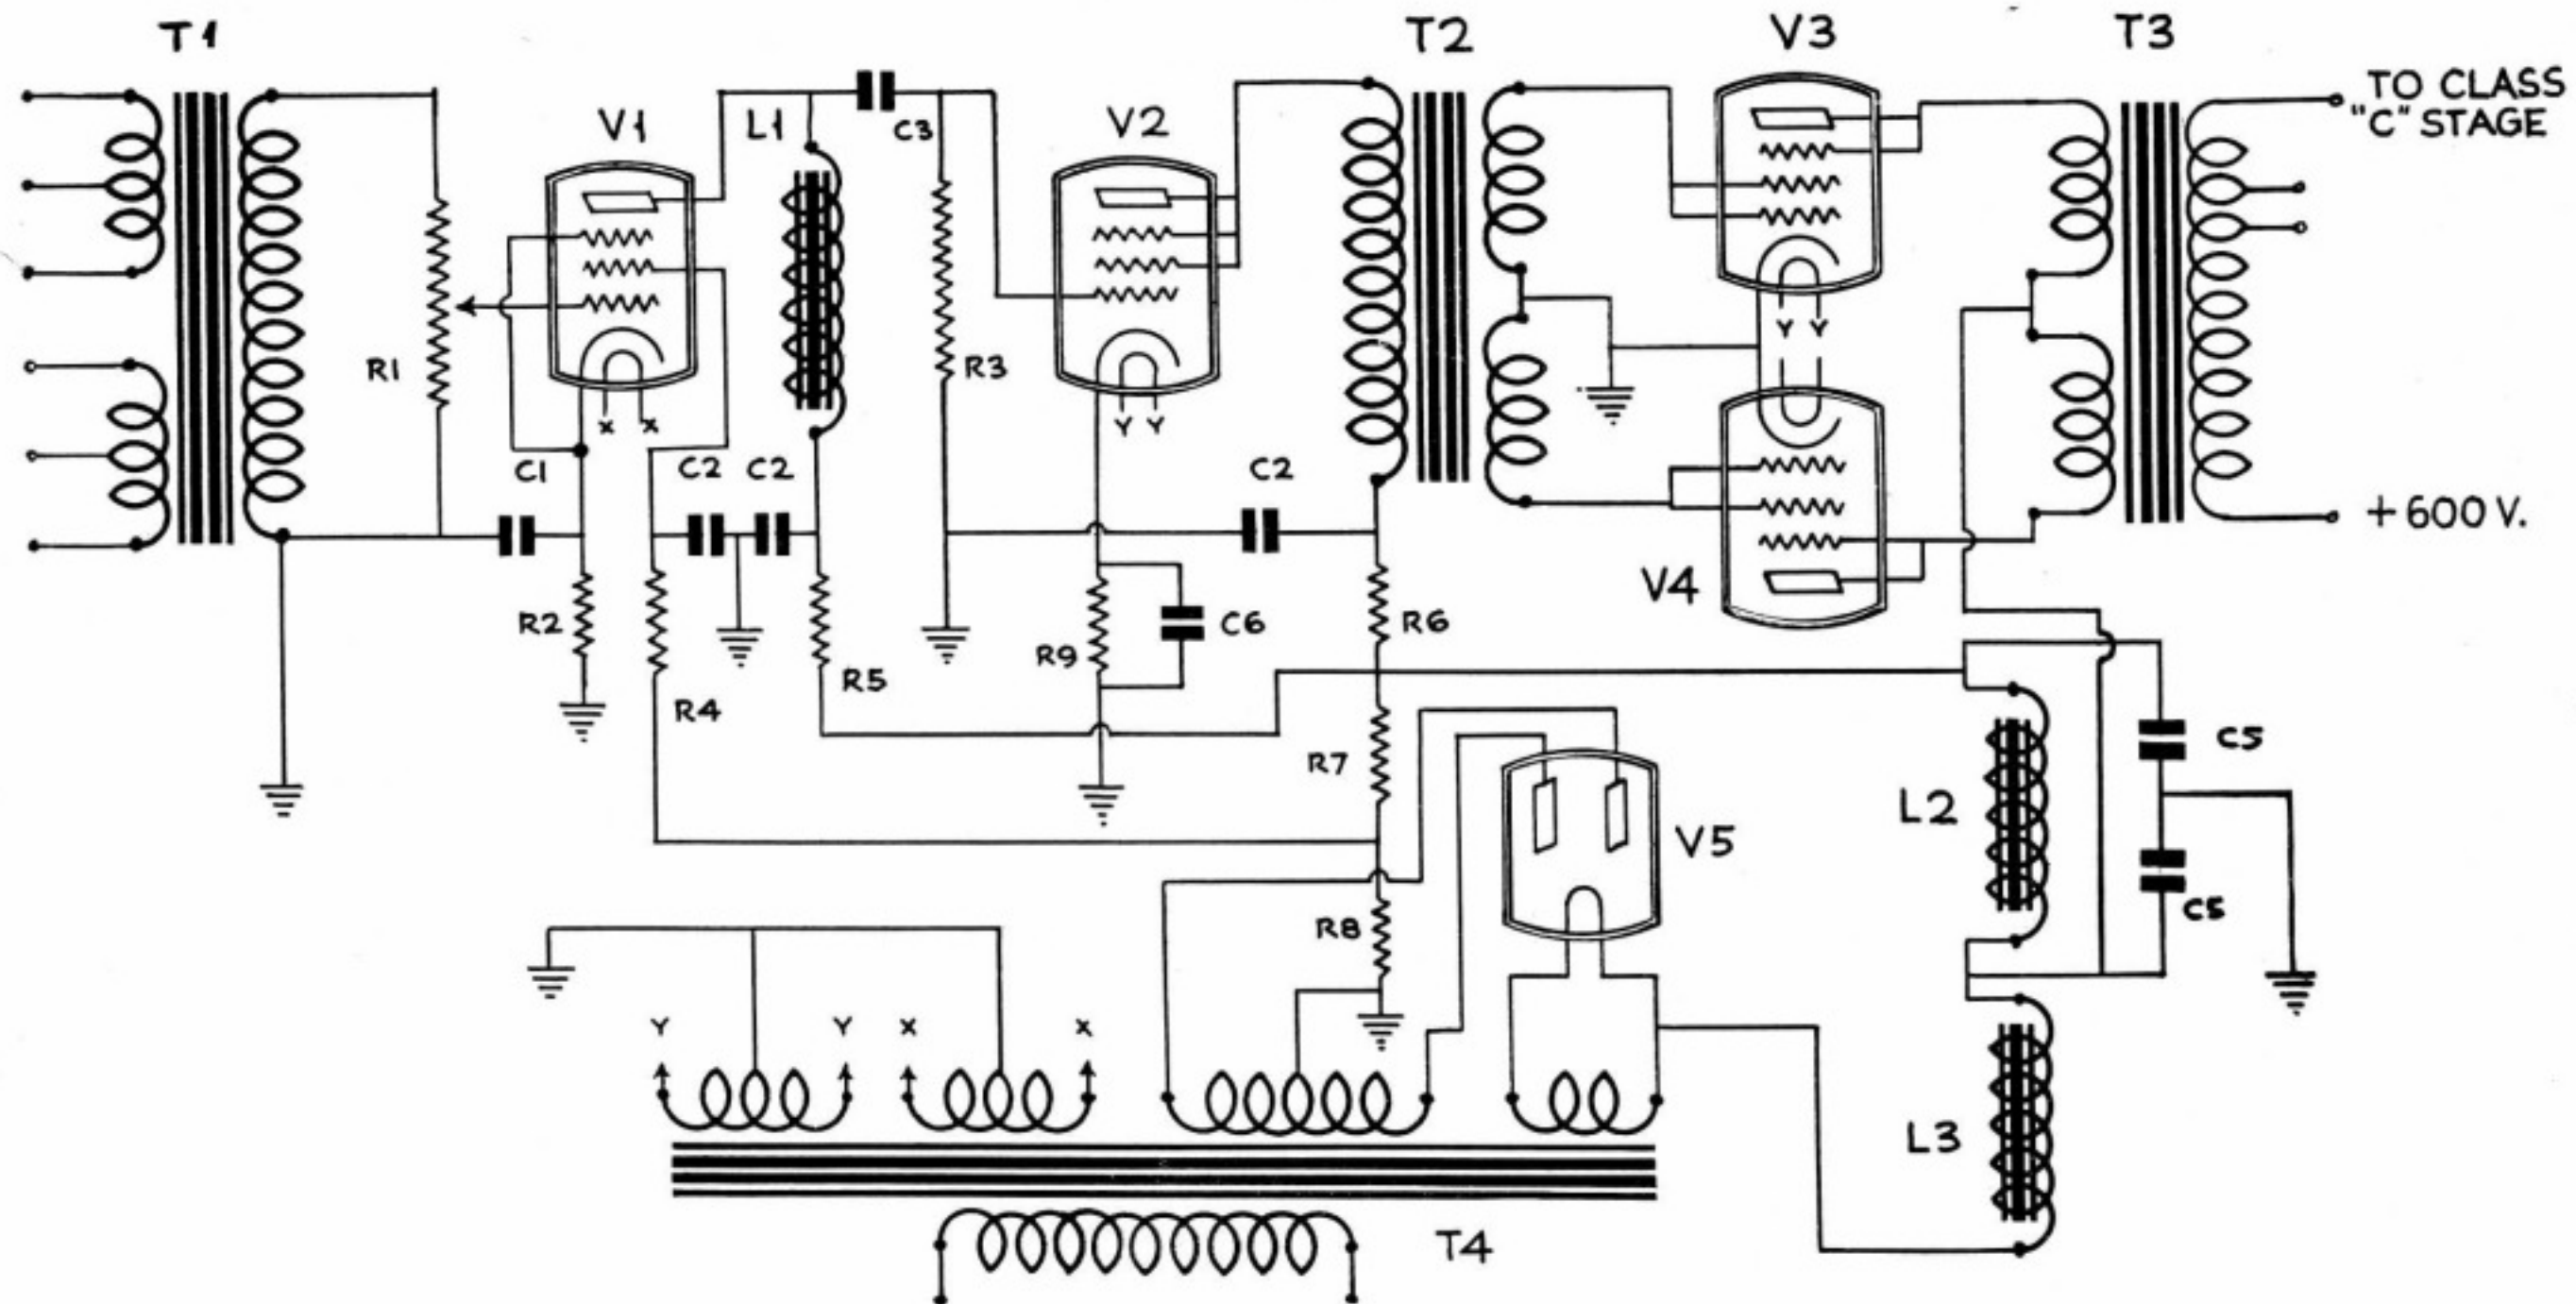 T1
T2
V3
T3
TO CLASS
"C" STAGE
V1
L1
C3
V2
R1
R3
Y Y
X X
Y Y
C1
C2
C2
C2
+600 V.
V4
R2
R4
R5
R9
C6
R6
R7
V5
L2
C5
C5
R8
Y
Y
X
X
L3
T4